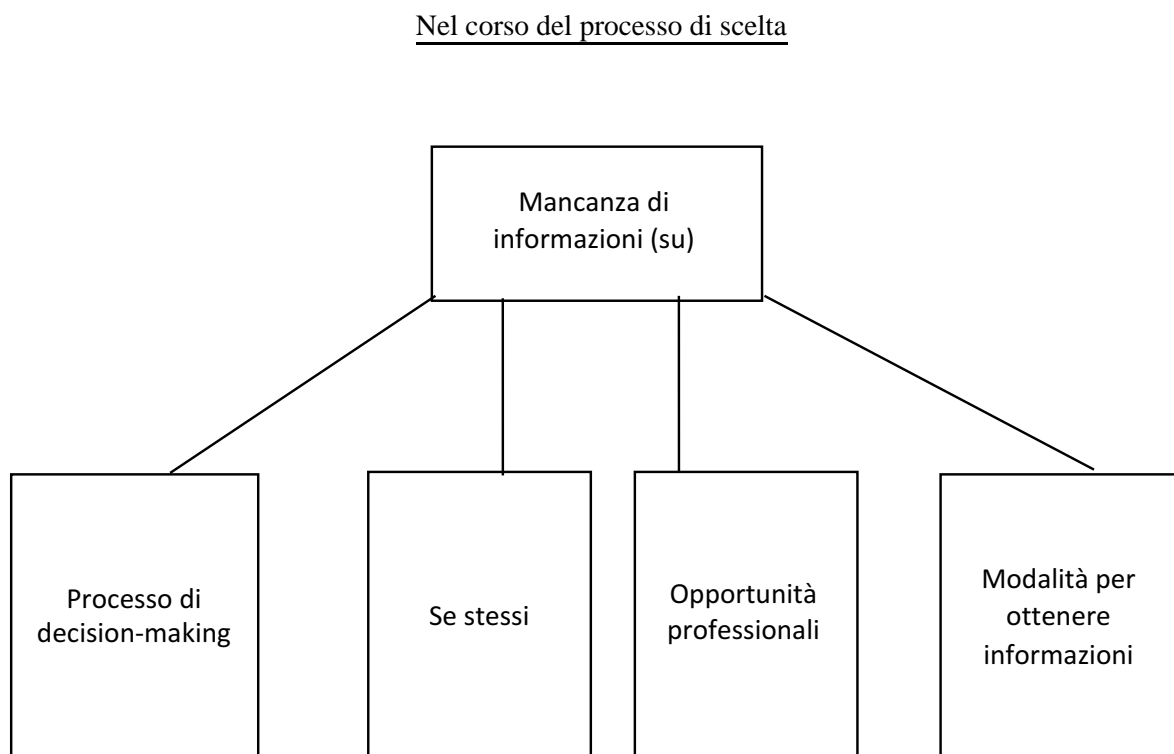 Nel corso del processo di scelta
Mancanza di
informazioni (su)
Processo di
decision-making
Se stessi
Opportunità
professionali
Modalità per
ottenere
informazioni